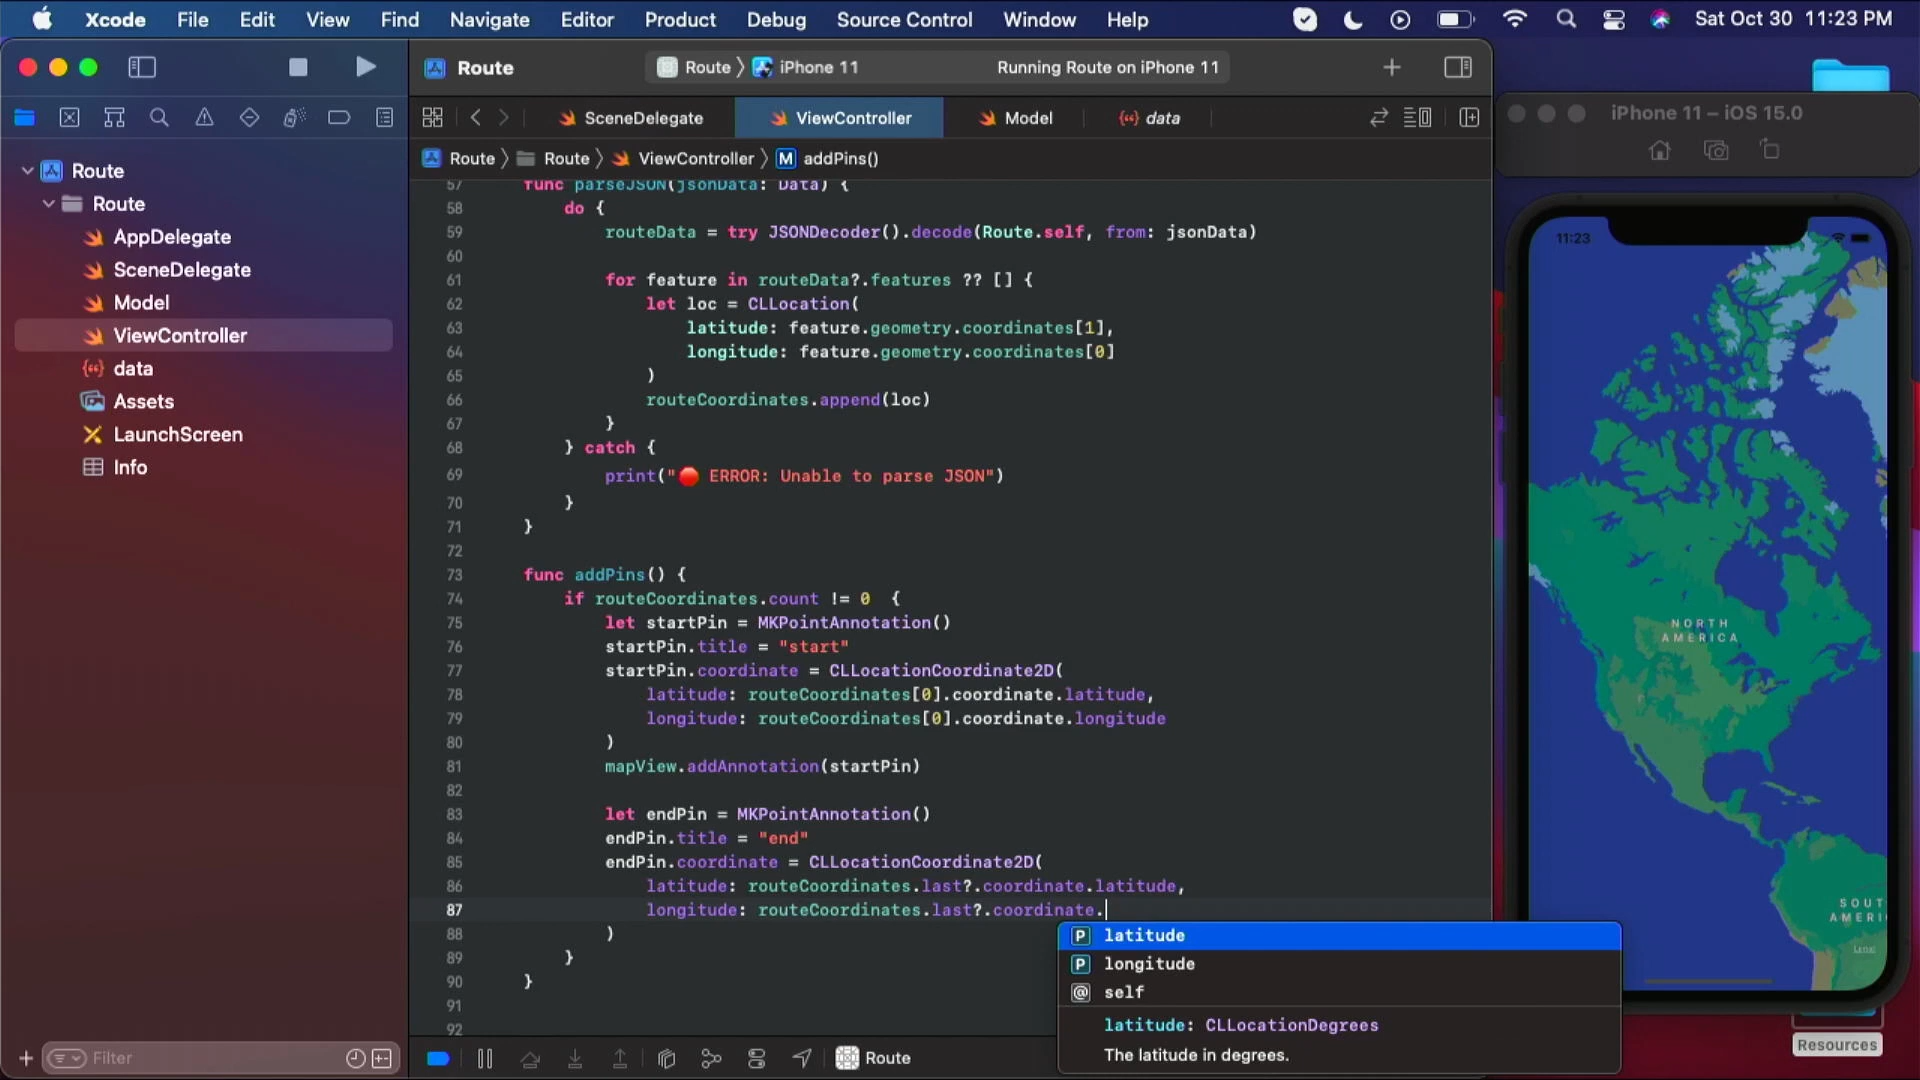 Xcode File Edit View Find Navigate Editor Product Debug Source Control Window Help Sat Oct 30 11:23 PM
Route
Route 〉 iPhone 11
Running Route on iPhone 11
SceneDelegate
ViewController
Model
data
iPhone 11 – iOS 15.0
Route 〉 Route 〉 ViewController 〉 M addPins()
Route
Route
AppDelegate
SceneDelegate
Model
ViewController
data
Assets
LaunchScreen
Info
Filter
57 func parseJSON(jsonData: Data) {
58 do {
59 routeData = try JSONDecoder().decode(Route.self, from: jsonData)
60
61 for feature in routeData?.features ?? [] {
62 let loc = CLLocation(
63 latitude: feature.geometry.coordinates[1],
64 longitude: feature.geometry.coordinates[0]
65 )
66 routeCoordinates.append(loc)
67 }
68 } catch {
69 print("🛑 ERROR: Unable to parse JSON")
70 }
71 }
72
73 func addPins() {
74 if routeCoordinates.count != 0  {
75 let startPin = MKPointAnnotation()
76 startPin.title = "start"
77 startPin.coordinate = CLLocationCoordinate2D(
78 latitude: routeCoordinates[0].coordinate.latitude,
79 longitude: routeCoordinates[0].coordinate.longitude
80 )
81 mapView.addAnnotation(startPin)
82
83 let endPin = MKPointAnnotation()
84 endPin.title = "end"
85 endPin.coordinate = CLLocationCoordinate2D(
86 latitude: routeCoordinates.last?.coordinate.latitude,
87 longitude: routeCoordinates.last?.coordinate.
88 )
89 }
90 }
91
92
P latitude
P longitude
@ self
latitude: CLLocationDegrees
The latitude in degrees.
Route
11:23
NORTH
AMERICA
SOUT
AMERI
Legal
Resources